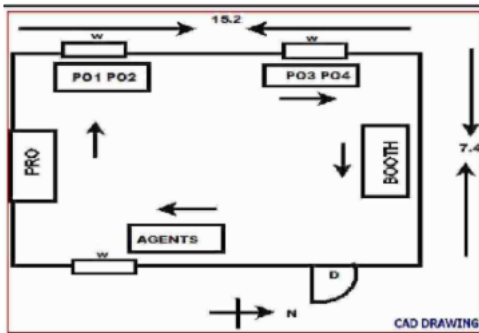 15.2
W
W
PO1 PO2
PO3 PO4
PRO
BOOTH
7.4
AGENTS
W
D
N
CAD DRAWING